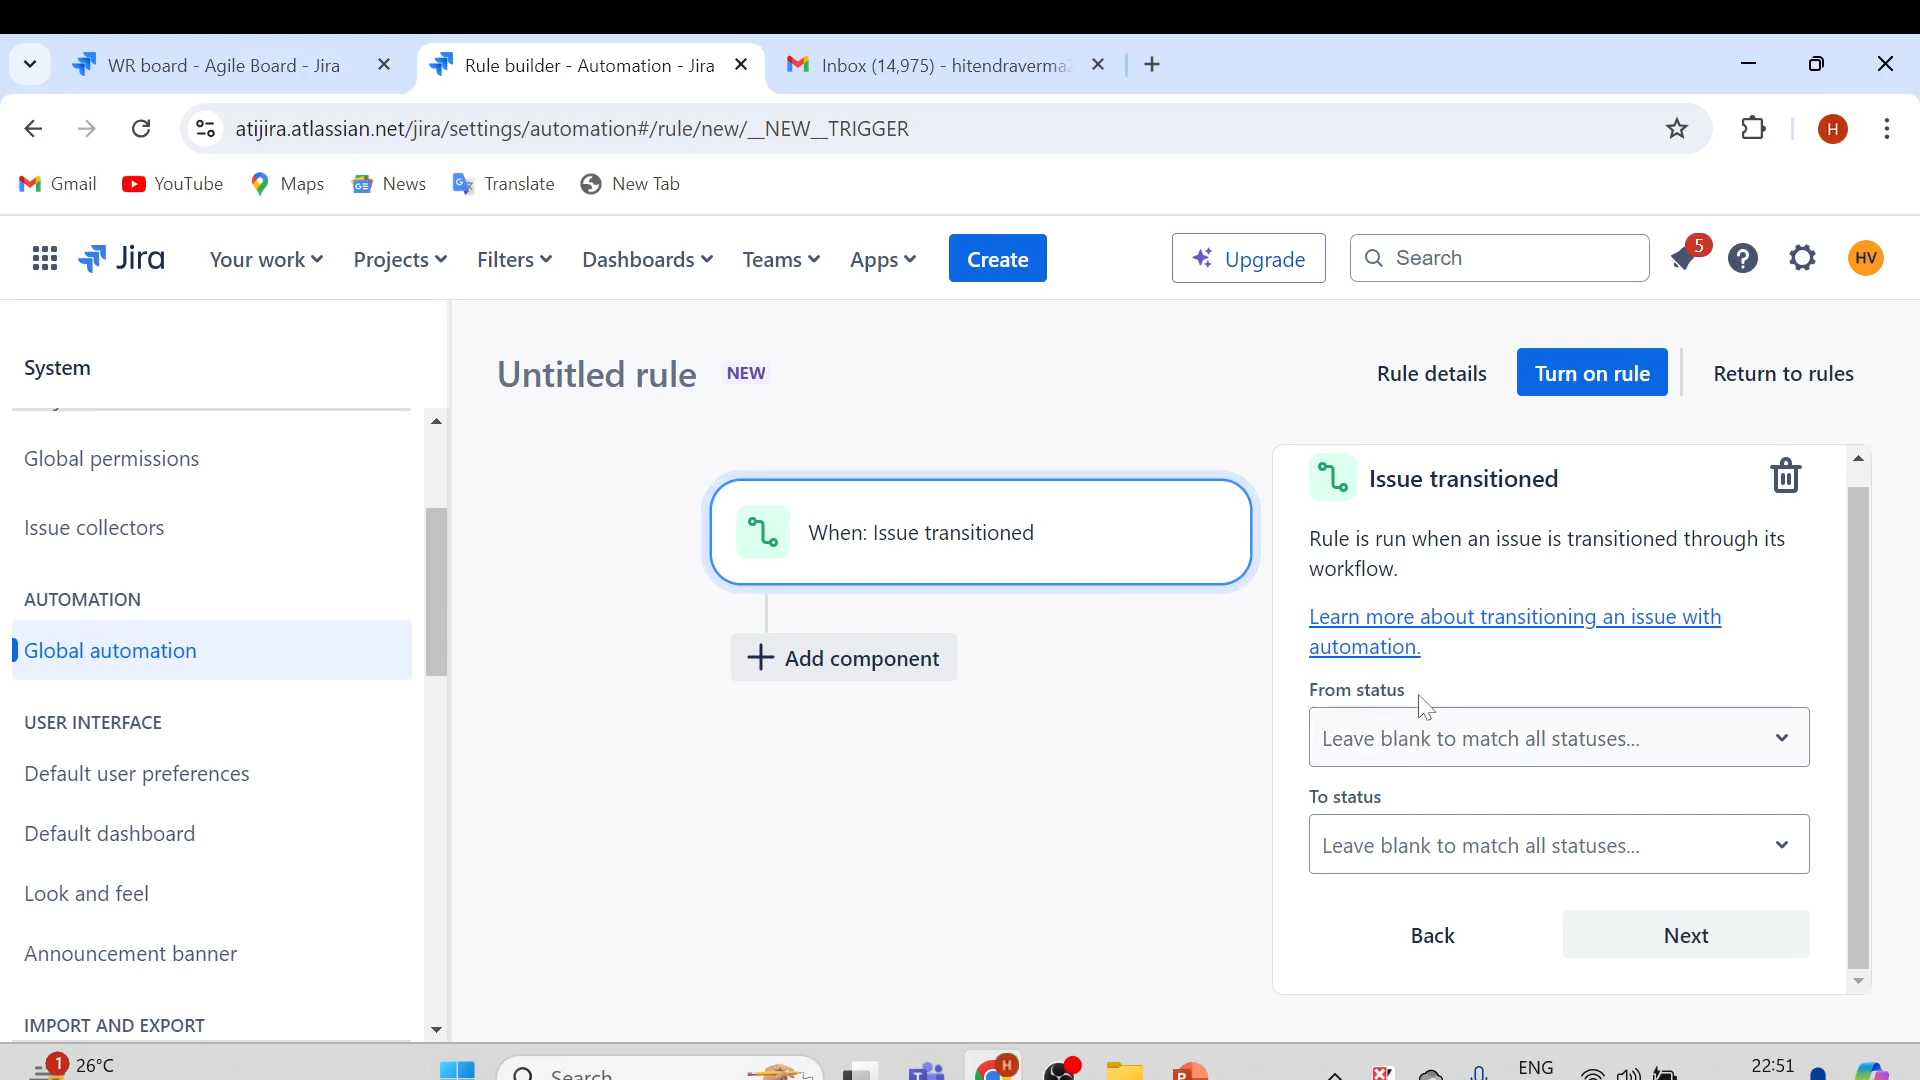 WR board - Agile Board - Jira
Rule builder - Automation - Jira
Inbox (14,975) - hitendraverma
atijira.atlassian.net/jira/settings/automation#/rule/new/__NEW__TRIGGER
H
Gmail
YouTube
Maps
News
Translate
New Tab
Jira
Your work
Projects
Filters
Dashboards
Teams
Apps
Create
Upgrade
Search
5
HV
System
Global permissions
Issue collectors
AUTOMATION
Global automation
USER INTERFACE
Default user preferences
Default dashboard
Look and feel
Announcement banner
IMPORT AND EXPORT
Untitled rule
NEW
Rule details
Turn on rule
Return to rules
When: Issue transitioned
Add component
Issue transitioned
Rule is run when an issue is transitioned through its
workflow.
Learn more about transitioning an issue with
automation.
From status
Leave blank to match all statuses...
To status
Leave blank to match all statuses...
Back
Next
1
26°C
Search
H
ENG
22:51